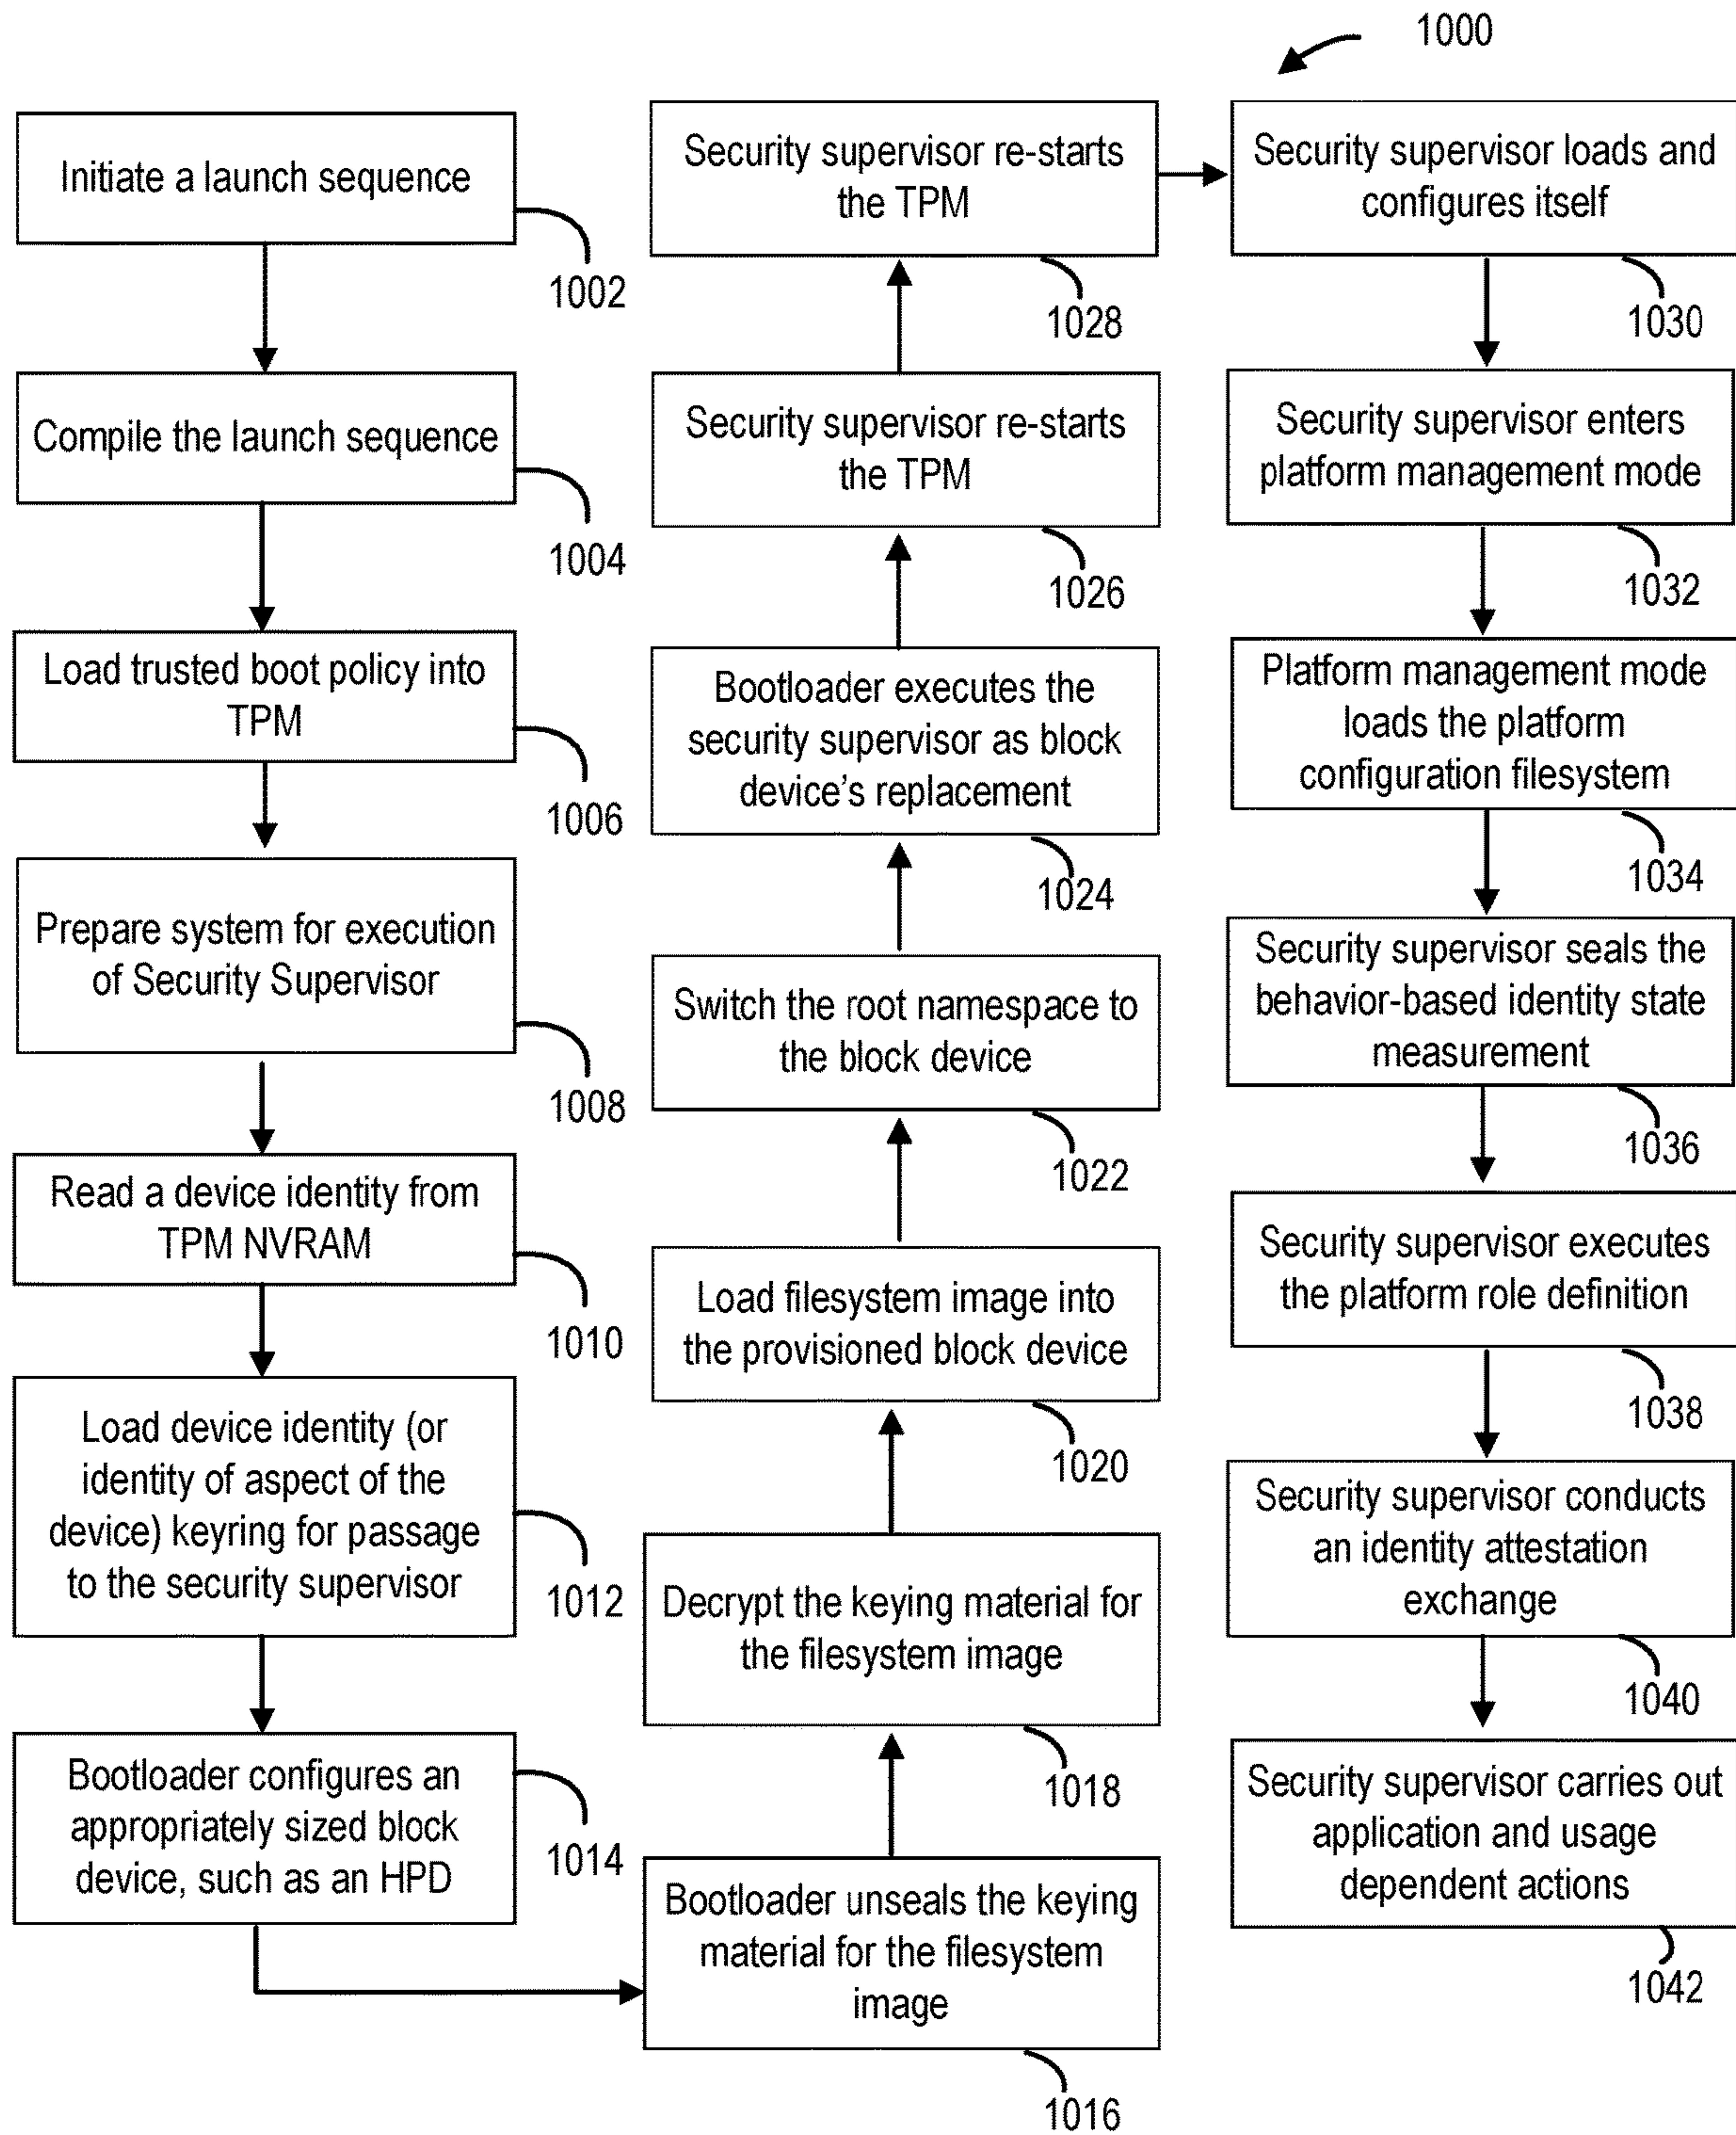 1000
Initiate a launch sequence
1002
Compile the launch sequence
1004
Load trusted boot policy into
TPM
1006
Prepare system for execution
of Security Supervisor
1008
Read a device identity from
TPM NVRAM
1010
Load device identity (or
identity of aspect of the
device) keyring for passage
to the security supervisor
1012
Bootloader configures an
appropriately sized block
device, such as an HPD
1014
Bootloader unseals the keying
material for the filesystem
image
1016
Decrypt the keying material for
the filesystem image
1018
Load filesystem image into
the provisioned block device
1020
Switch the root namespace to
the block device
1022
Bootloader executes the
security supervisor as block
device's replacement
1024
Security supervisor re-starts
the TPM
1026
Security supervisor re-starts
the TPM
1028
Security supervisor loads and
configures itself
1030
Security supervisor enters
platform management mode
1032
Platform management mode
loads the platform
configuration filesystem
1034
Security supervisor seals the
behavior-based identity state
measurement
1036
Security supervisor executes
the platform role definition
1038
Security supervisor conducts
an identity attestation
exchange
1040
Security supervisor carries out
application and usage
dependent actions
1042